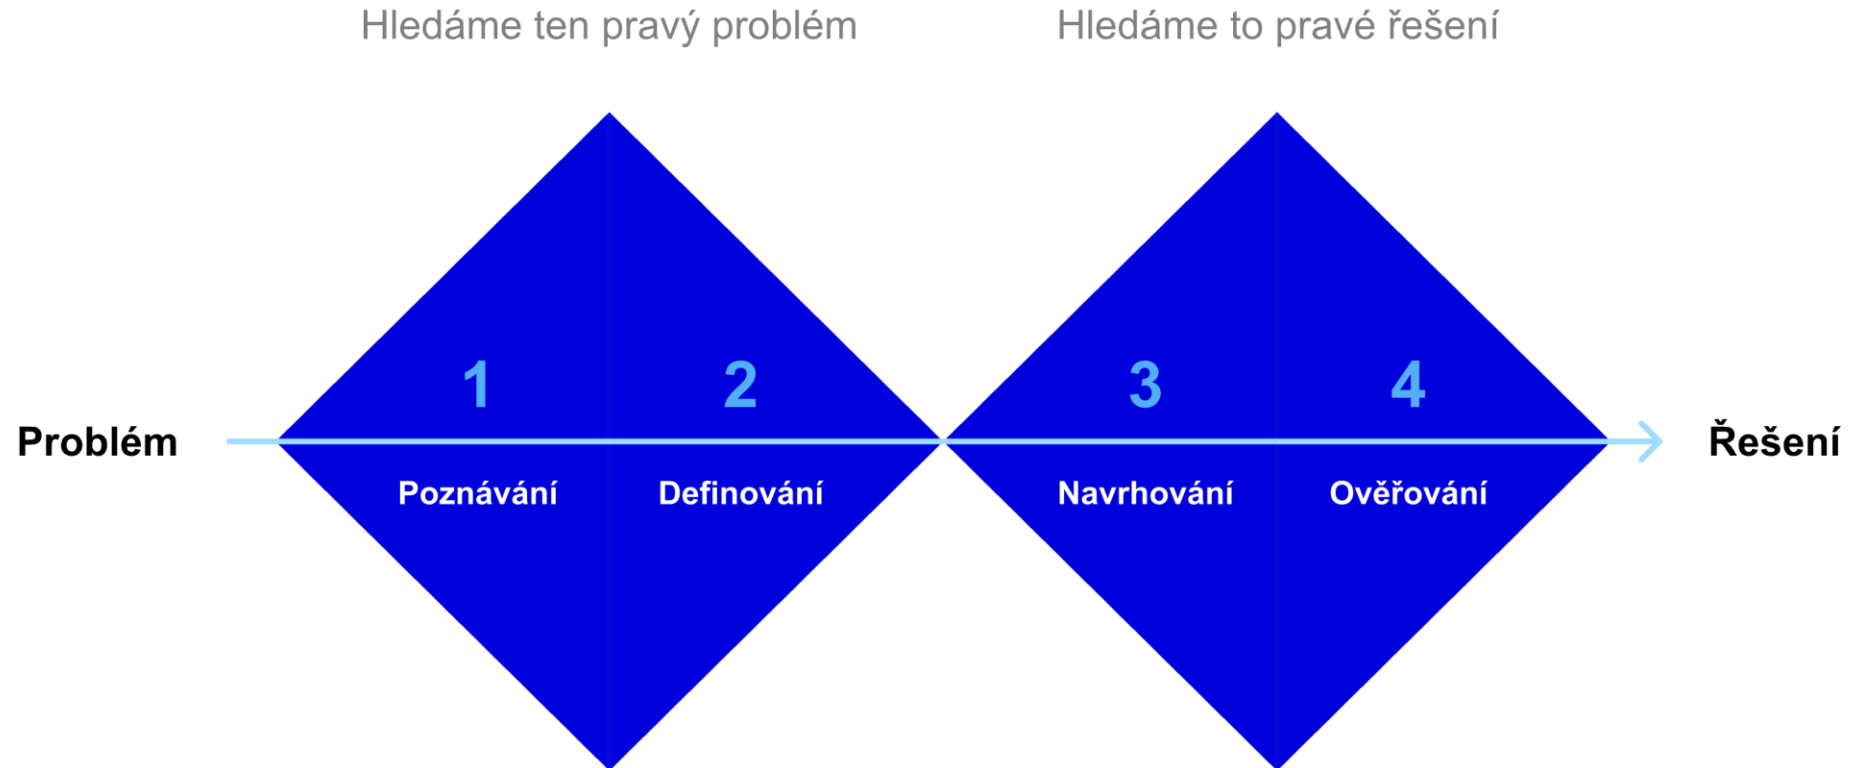 Hledáme ten pravý problém
Hledáme to pravé řešení
1
2
3
4
Problém
Řešení
Poznávání
Definování
Navrhování
Ověřování